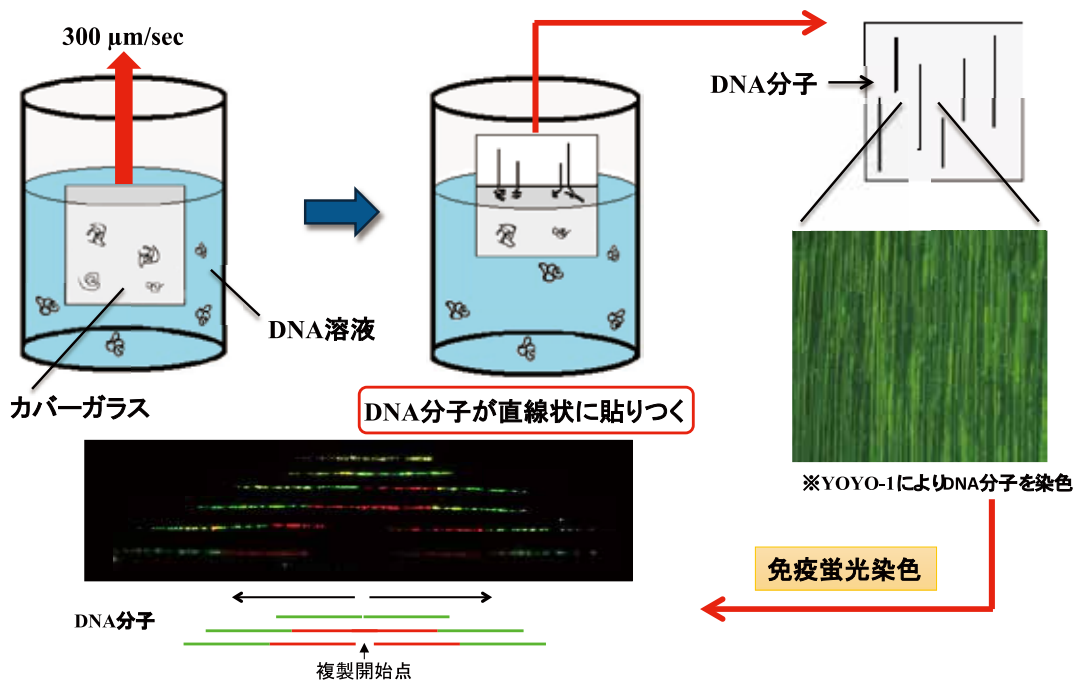 300 μm/sec
DNA分子
DNA溶液
カバーガラス
DNA分子が直線状に貼りつく
※YOYO-1によりDNA分子を染色
免疫蛍光染色
DNA分子
複製開始点